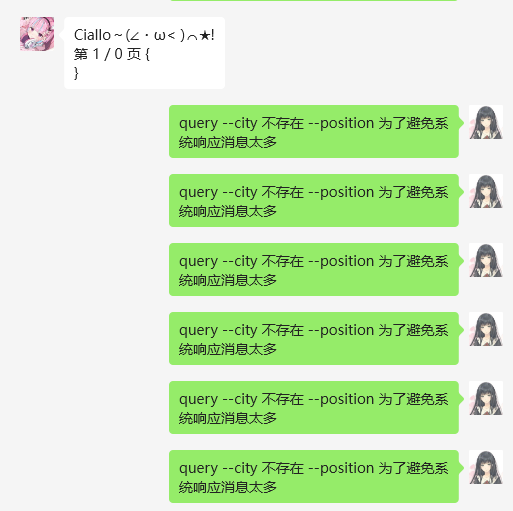 Ciallo～(∠・ω< )⌒★!
第 1 / 0 页 {
}
query --city 不存在 --position 为了避免系
统响应消息太多
query --city 不存在 --position 为了避免系
统响应消息太多
query --city 不存在 --position 为了避免系
统响应消息太多
query --city 不存在 --position 为了避免系
统响应消息太多
query --city 不存在 --position 为了避免系
统响应消息太多
query --city 不存在 --position 为了避免系
统响应消息太多